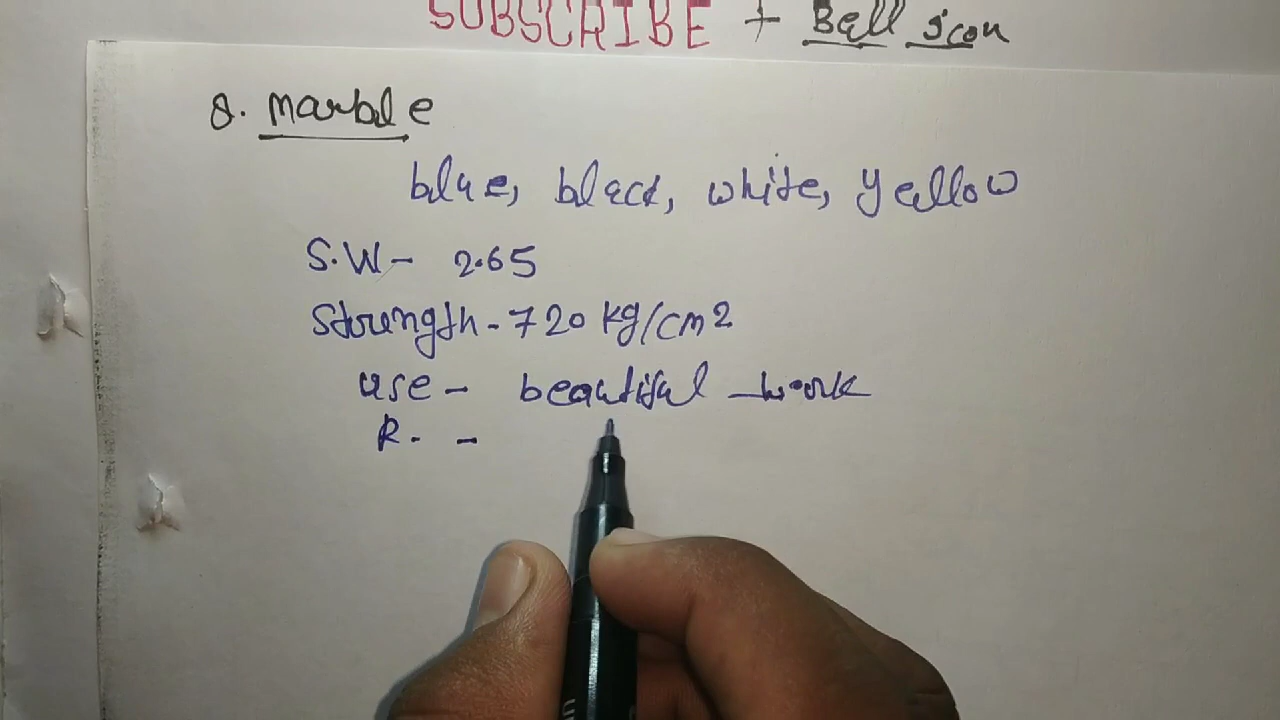 SUBSCRIBE + Bell icon
8. Marble
blue, black, white, yellow
S.W- 2.65
Strength - 720 kg/cm2
use - beautiful work
R. -